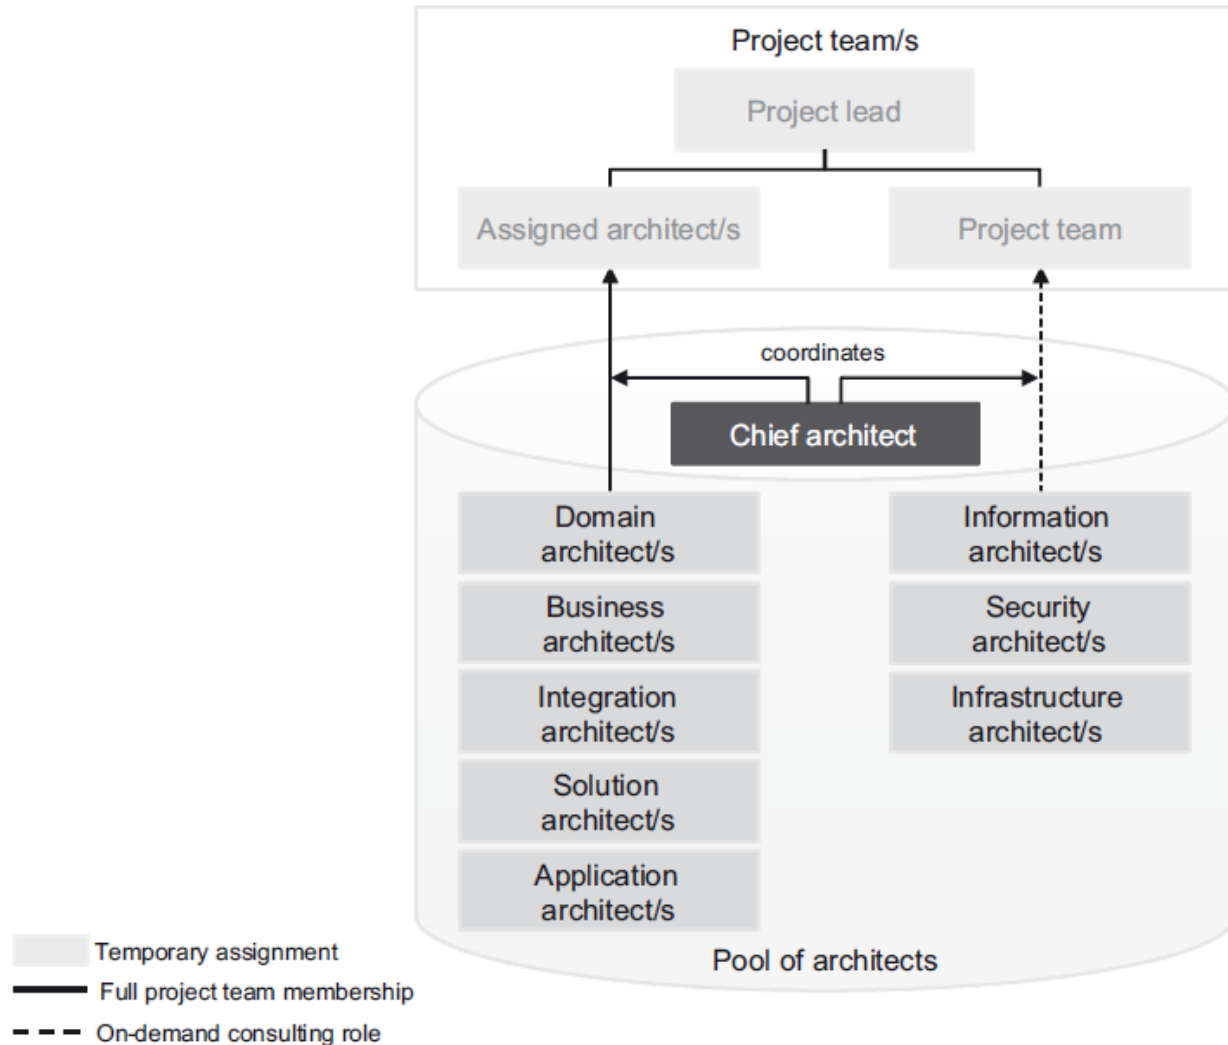 Project team/s
Project lead
Assigned architect/s
Project team
coordinates
Chief architect
Domain
architect/s
Information
architect/s
Business
architect/s
Security
architect/s
Integration
architect/s
Infrastructure
architect/s
Solution
architect/s
Application
architect/s
Pool of architects
Temporary assignment
Full project team membership
On-demand consulting role